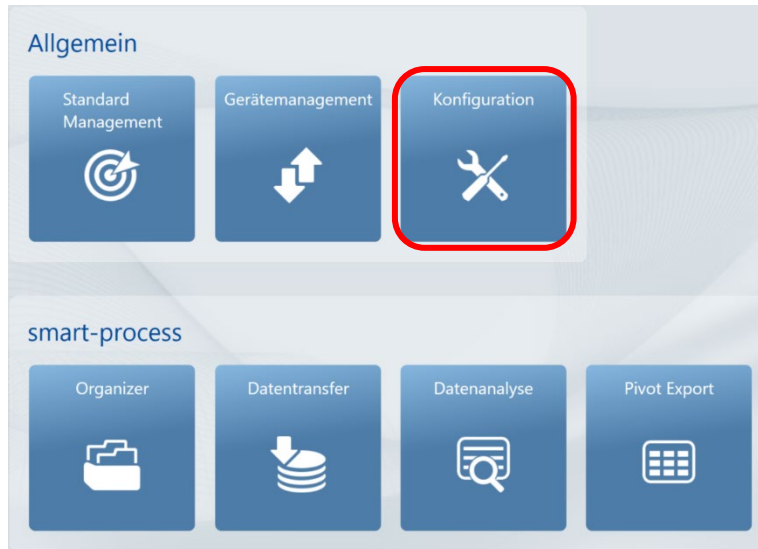 Allgemein
Standard
Management
Gerätemanagement
Konfiguration
smart-process
Organizer
Datentransfer
Datenanalyse
Pivot Export